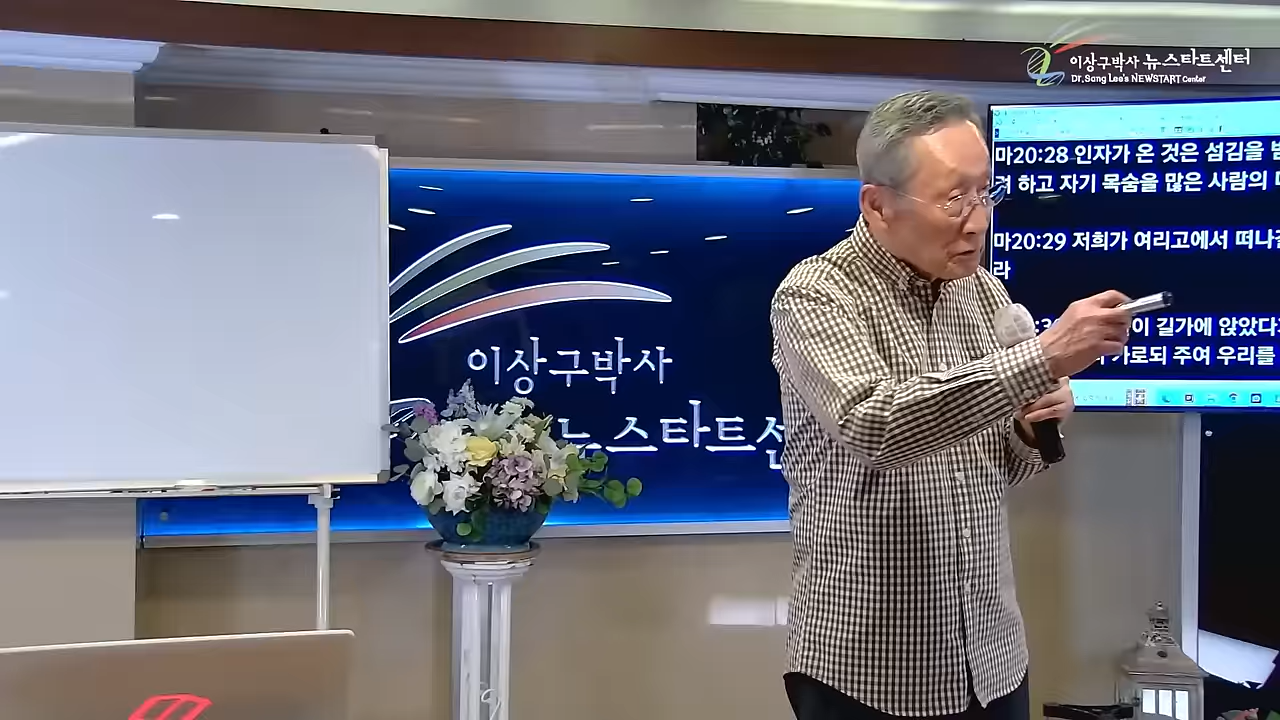 이상구박사 뉴스타트센터
Dr. Sang Lee's NEWSTART Center
마20:28 인자가 온 것은 섬김을
려 하고 자기 목숨을 많은 사람의
마20:29 저희가 여리고에서 떠나
라
이 길가에 앉았다
가로되 주여 우리를
이상구박사
뉴스타트센